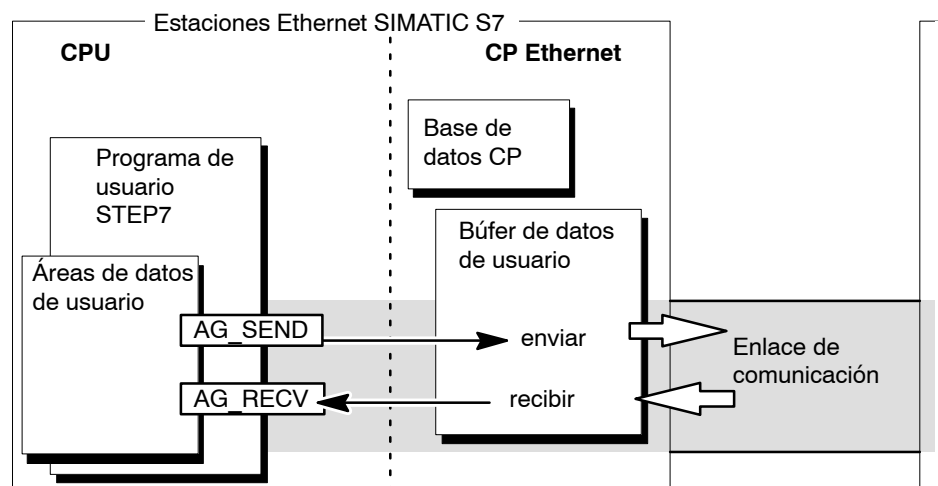 Estaciones Ethernet SIMATIC S7
CPU
CP Ethernet
Base de
datos CP
Programa de
usuario
STEP7
Búfer de datos
de usuario
Áreas de datos
de usuario
AG_SEND
enviar
Enlace de
comunicación
AG_RECV
recibir